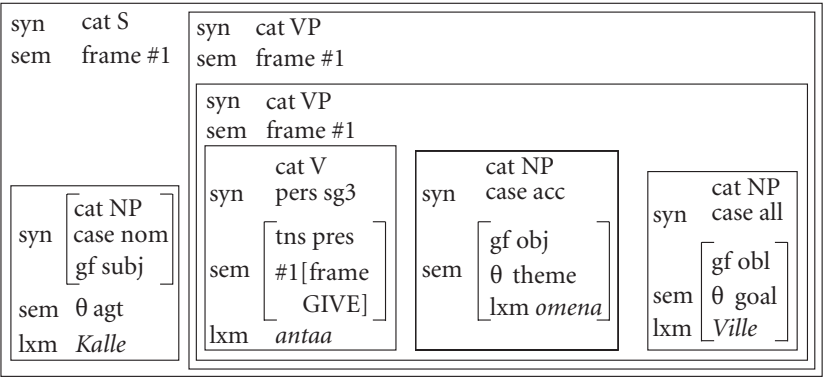 syn cat S
sem frame #1
syn cat VP
sem frame #1
syn cat VP
sem frame #1
syn cat NP
case nom
gf subj
sem θ agt
lxm Kalle
cat V
syn pers sg3
tns pres
sem #1[frame
GIVE]
lxm antaa
cat NP
syn case acc
gf obj
sem θ theme
lxm omena
cat NP
syn case all
gf obl
sem θ goal
lxm Ville